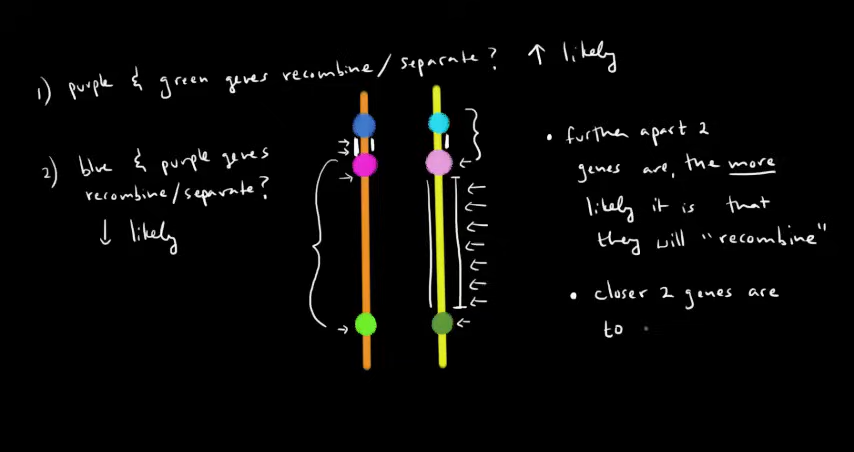 1) purple & green genes recombine/separate? ↑ likely
2) blue & purple genes
recombine/separate?
↓ likely
• further apart 2
genes are, the more
likely it is that
they will "recombine"
• closer 2 genes are
to